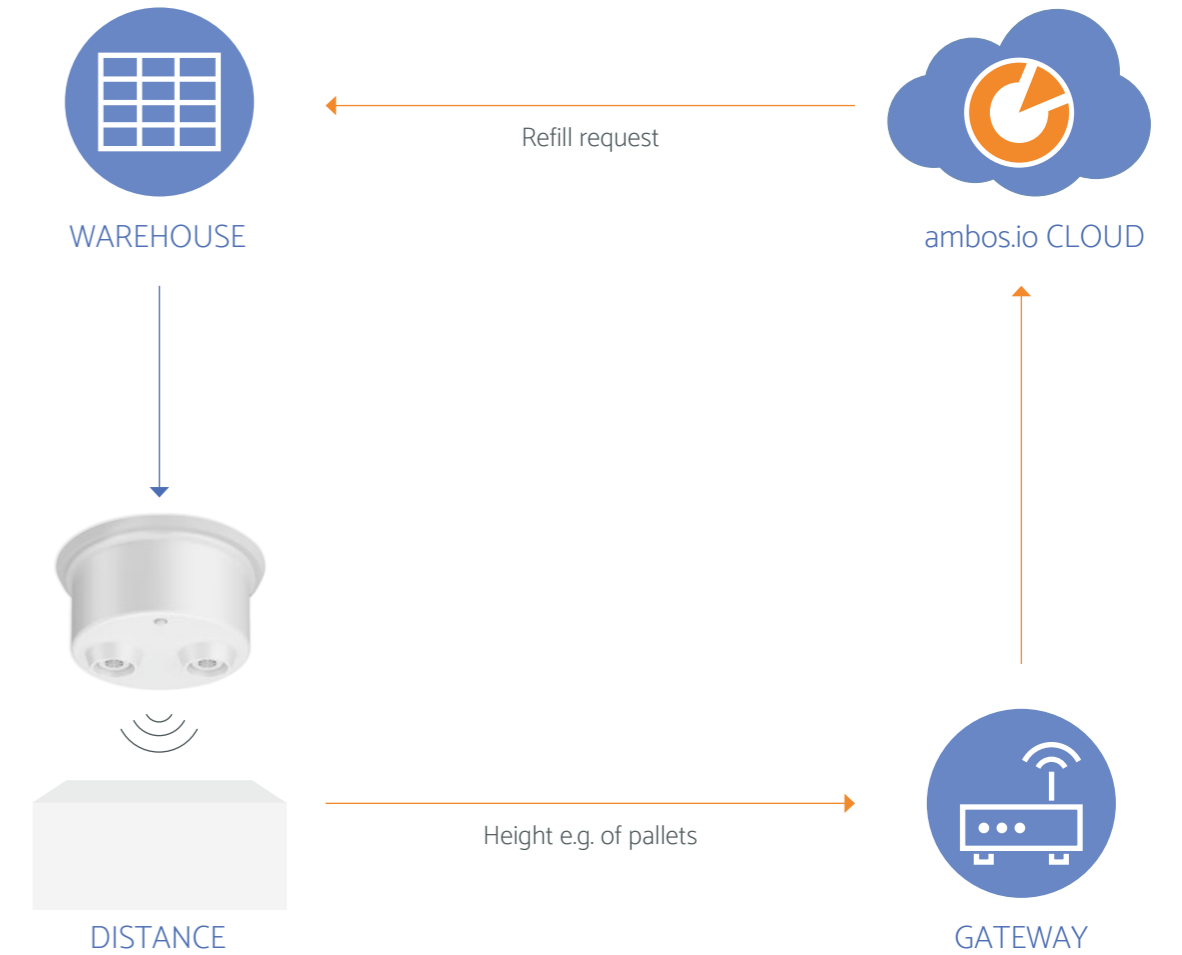 Refill request
WAREHOUSE
ambos.io CLOUD
Height e.g. of pallets
DISTANCE
GATEWAY